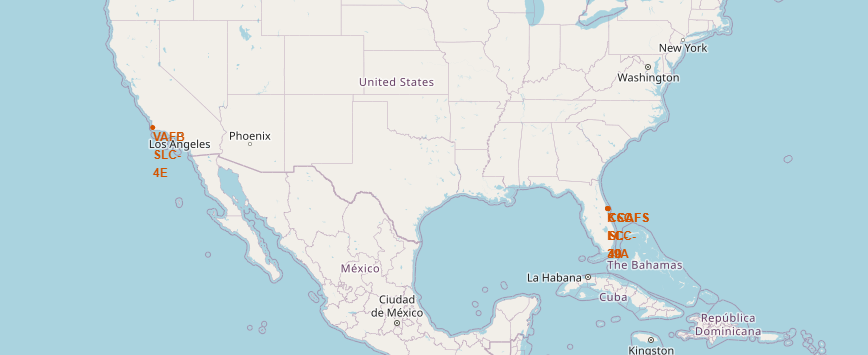 New York
United States
Washington
VAFB
Los Angeles
Phoenix
SLC-
4E
México
The Bahamas
La Habana
Cuba
Ciudad
de México
República
Dominicana
Kingston